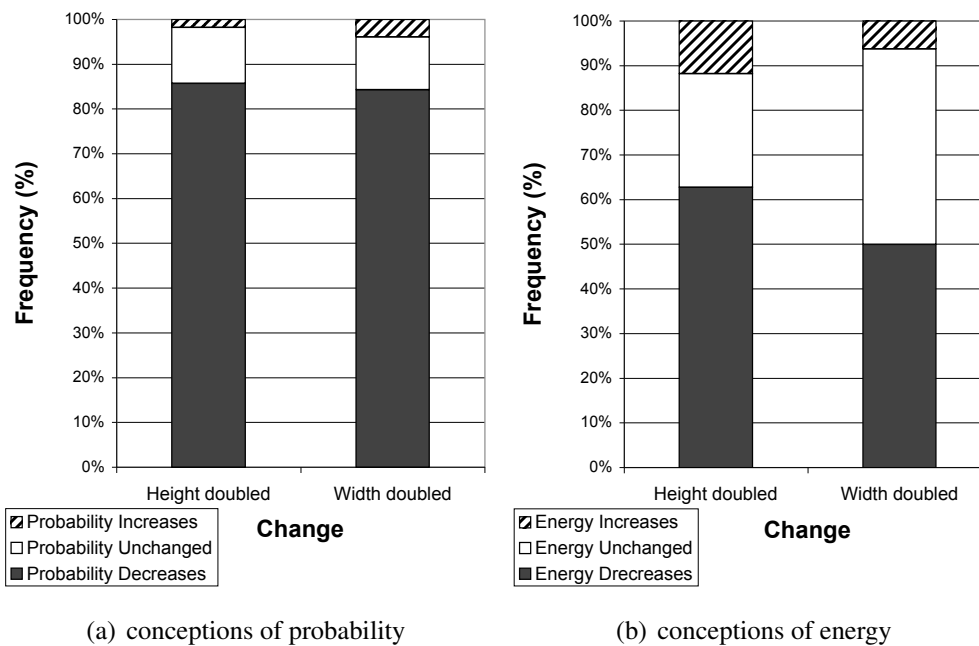 100%
90%
80%
70%
60%
50%
40%
30%
20%
10%
0%
Frequency (%)
Height doubled
Width doubled
Change
Probability Increases
Probability Unchanged
Probability Decreases
(a) conceptions of probability
100%
90%
80%
70%
60%
50%
40%
30%
20%
10%
0%
Frequency (%)
Height doubled
Width doubled
Change
Energy Increases
Energy Unchanged
Energy Drecreases
(b) conceptions of energy